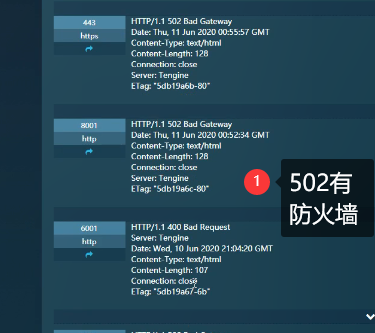 443
https
HTTP/1.1 502 Bad Gateway
Date: Thu, 11 Jun 2020 00:55:57 GMT
Content-Type: text/html
Content-Length: 128
Connection: close
Server: Tengine
ETag: "5db19a6b-80"
8001
http
HTTP/1.1 502 Bad Gateway
Date: Thu, 11 Jun 2020 00:52:34 GMT
Content-Type: text/html
Content-Length: 128
Connection: close
Server: Tengine
ETag: "5db19a6c-80"
1
502有
防火墙
6001
http
HTTP/1.1 400 Bad Request
Server: Tengine
Date: Wed, 10 Jun 2020 21:04:20 GMT
Content-Type: text/html
Content-Length: 107
Connection: close
ETag: "5db19a67-6b"